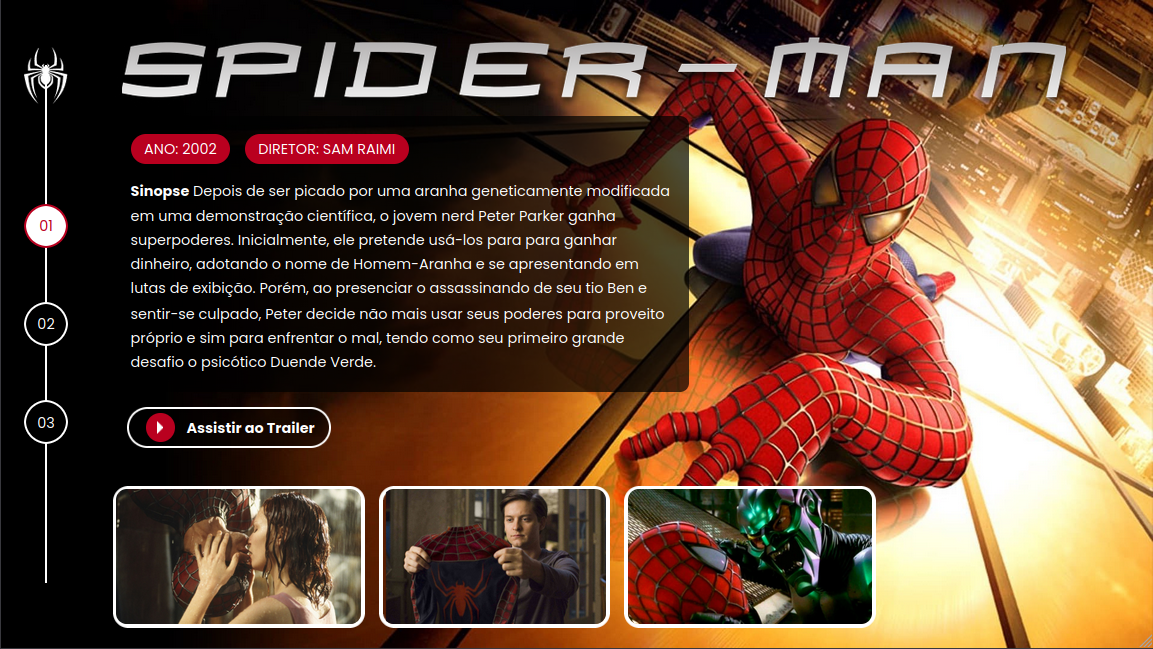 SPIDER-MAN
ANO: 2002
DIRETOR: SAM RAIMI
Sinopse Depois de ser picado por uma aranha geneticamente modificada
em uma demonstração científica, o jovem nerd Peter Parker ganha
superpoderes. Inicialmente, ele pretende usá-los para para ganhar
dinheiro, adotando o nome de Homem-Aranha e se apresentando em
lutas de exibição. Porém, ao presenciar o assassinando de seu tio Ben e
sentir-se culpado, Peter decide não mais usar seus poderes para proveito
próprio e sim para enfrentar o mal, tendo como seu primeiro grande
desafio o psicótico Duende Verde.
01
02
03
Assistir ao Trailer